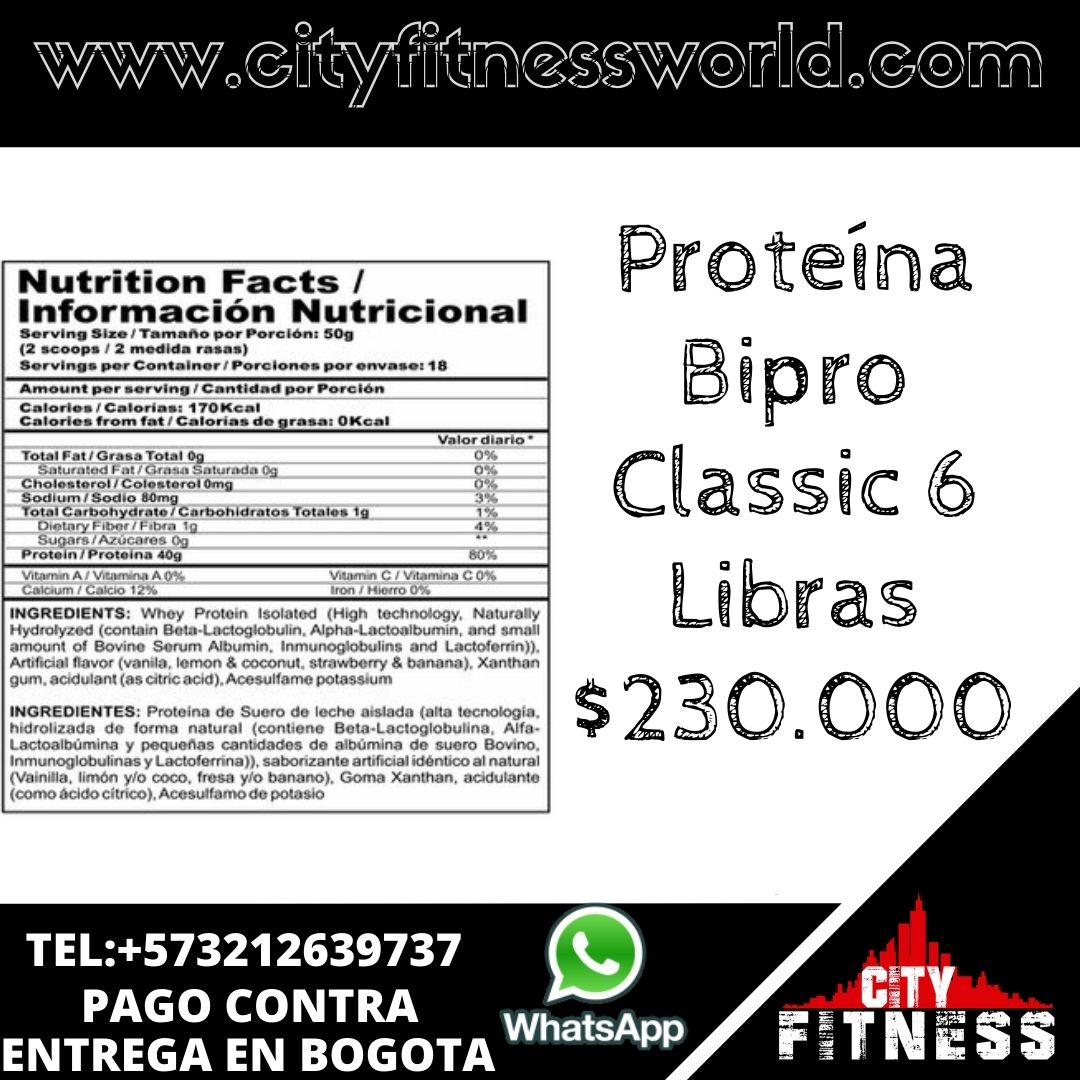 www.cityfitnessworld.com
Nutrition Facts /
Información Nutricional
Serving Size / Tamaño por Porción: 50g
(2 scoops / 2 medida rasas)
Servings per Container / Porciones por envase: 18
Amount per serving / Cantidad por Porción
Calories / Calorías: 170Kcal
Calories from fat / Calorías de grasa: 0Kcal
Valor diario *
Total Fat / Grasa Total 0g 0%
Saturated Fat / Grasa Saturada 0g 0%
Cholesterol / Colesterol 0mg 0%
Sodium / Sodio 80mg 3%
Total Carbohydrate / Carbohidratos Totales 1g 1%
Dietary Fiber / Fibra 1g 4%
Sugars / Azúcares 0g **
Protein / Proteina 40g 80%
Vitamin A / Vitamina A 0% Vitamin C / Vitamina C 0%
Calcium / Calcio 12% Iron / Hierro 0%
INGREDIENTS: Whey Protein Isolated (High technology, Naturally
Hydrolyzed (contain Beta-Lactoglobulin, Alpha-Lactoalbumin, and small
amount of Bovine Serum Albumin, Inmunoglobulins and Lactoferrin)),
Artificial flavor (vanila, lemon & coconut, strawberry & banana), Xanthan
gum, acidulant (as citric acid), Acesulfame potassium
INGREDIENTES: Proteina de Suero de leche aislada (alta tecnología,
hidrolizada de forma natural (contiene Beta-Lactoglobulina, Alfa-
Lactoalbúmina y pequeñas cantidades de albúmina de suero Bovino,
Inmunoglobulinas y Lactoferrina)), saborizante artificial idéntico al natural
(Vainilla, limón y/o coco, fresa y/o banano), Goma Xanthan, acidulante
(como ácido cítrico), Acesulfamo de potasio
Proteína
Bipro
Classic 6
Libras
$230.000
TEL:+573212639737
PAGO CONTRA
ENTREGA EN BOGOTA
WhatsApp
CITY
FITNESS